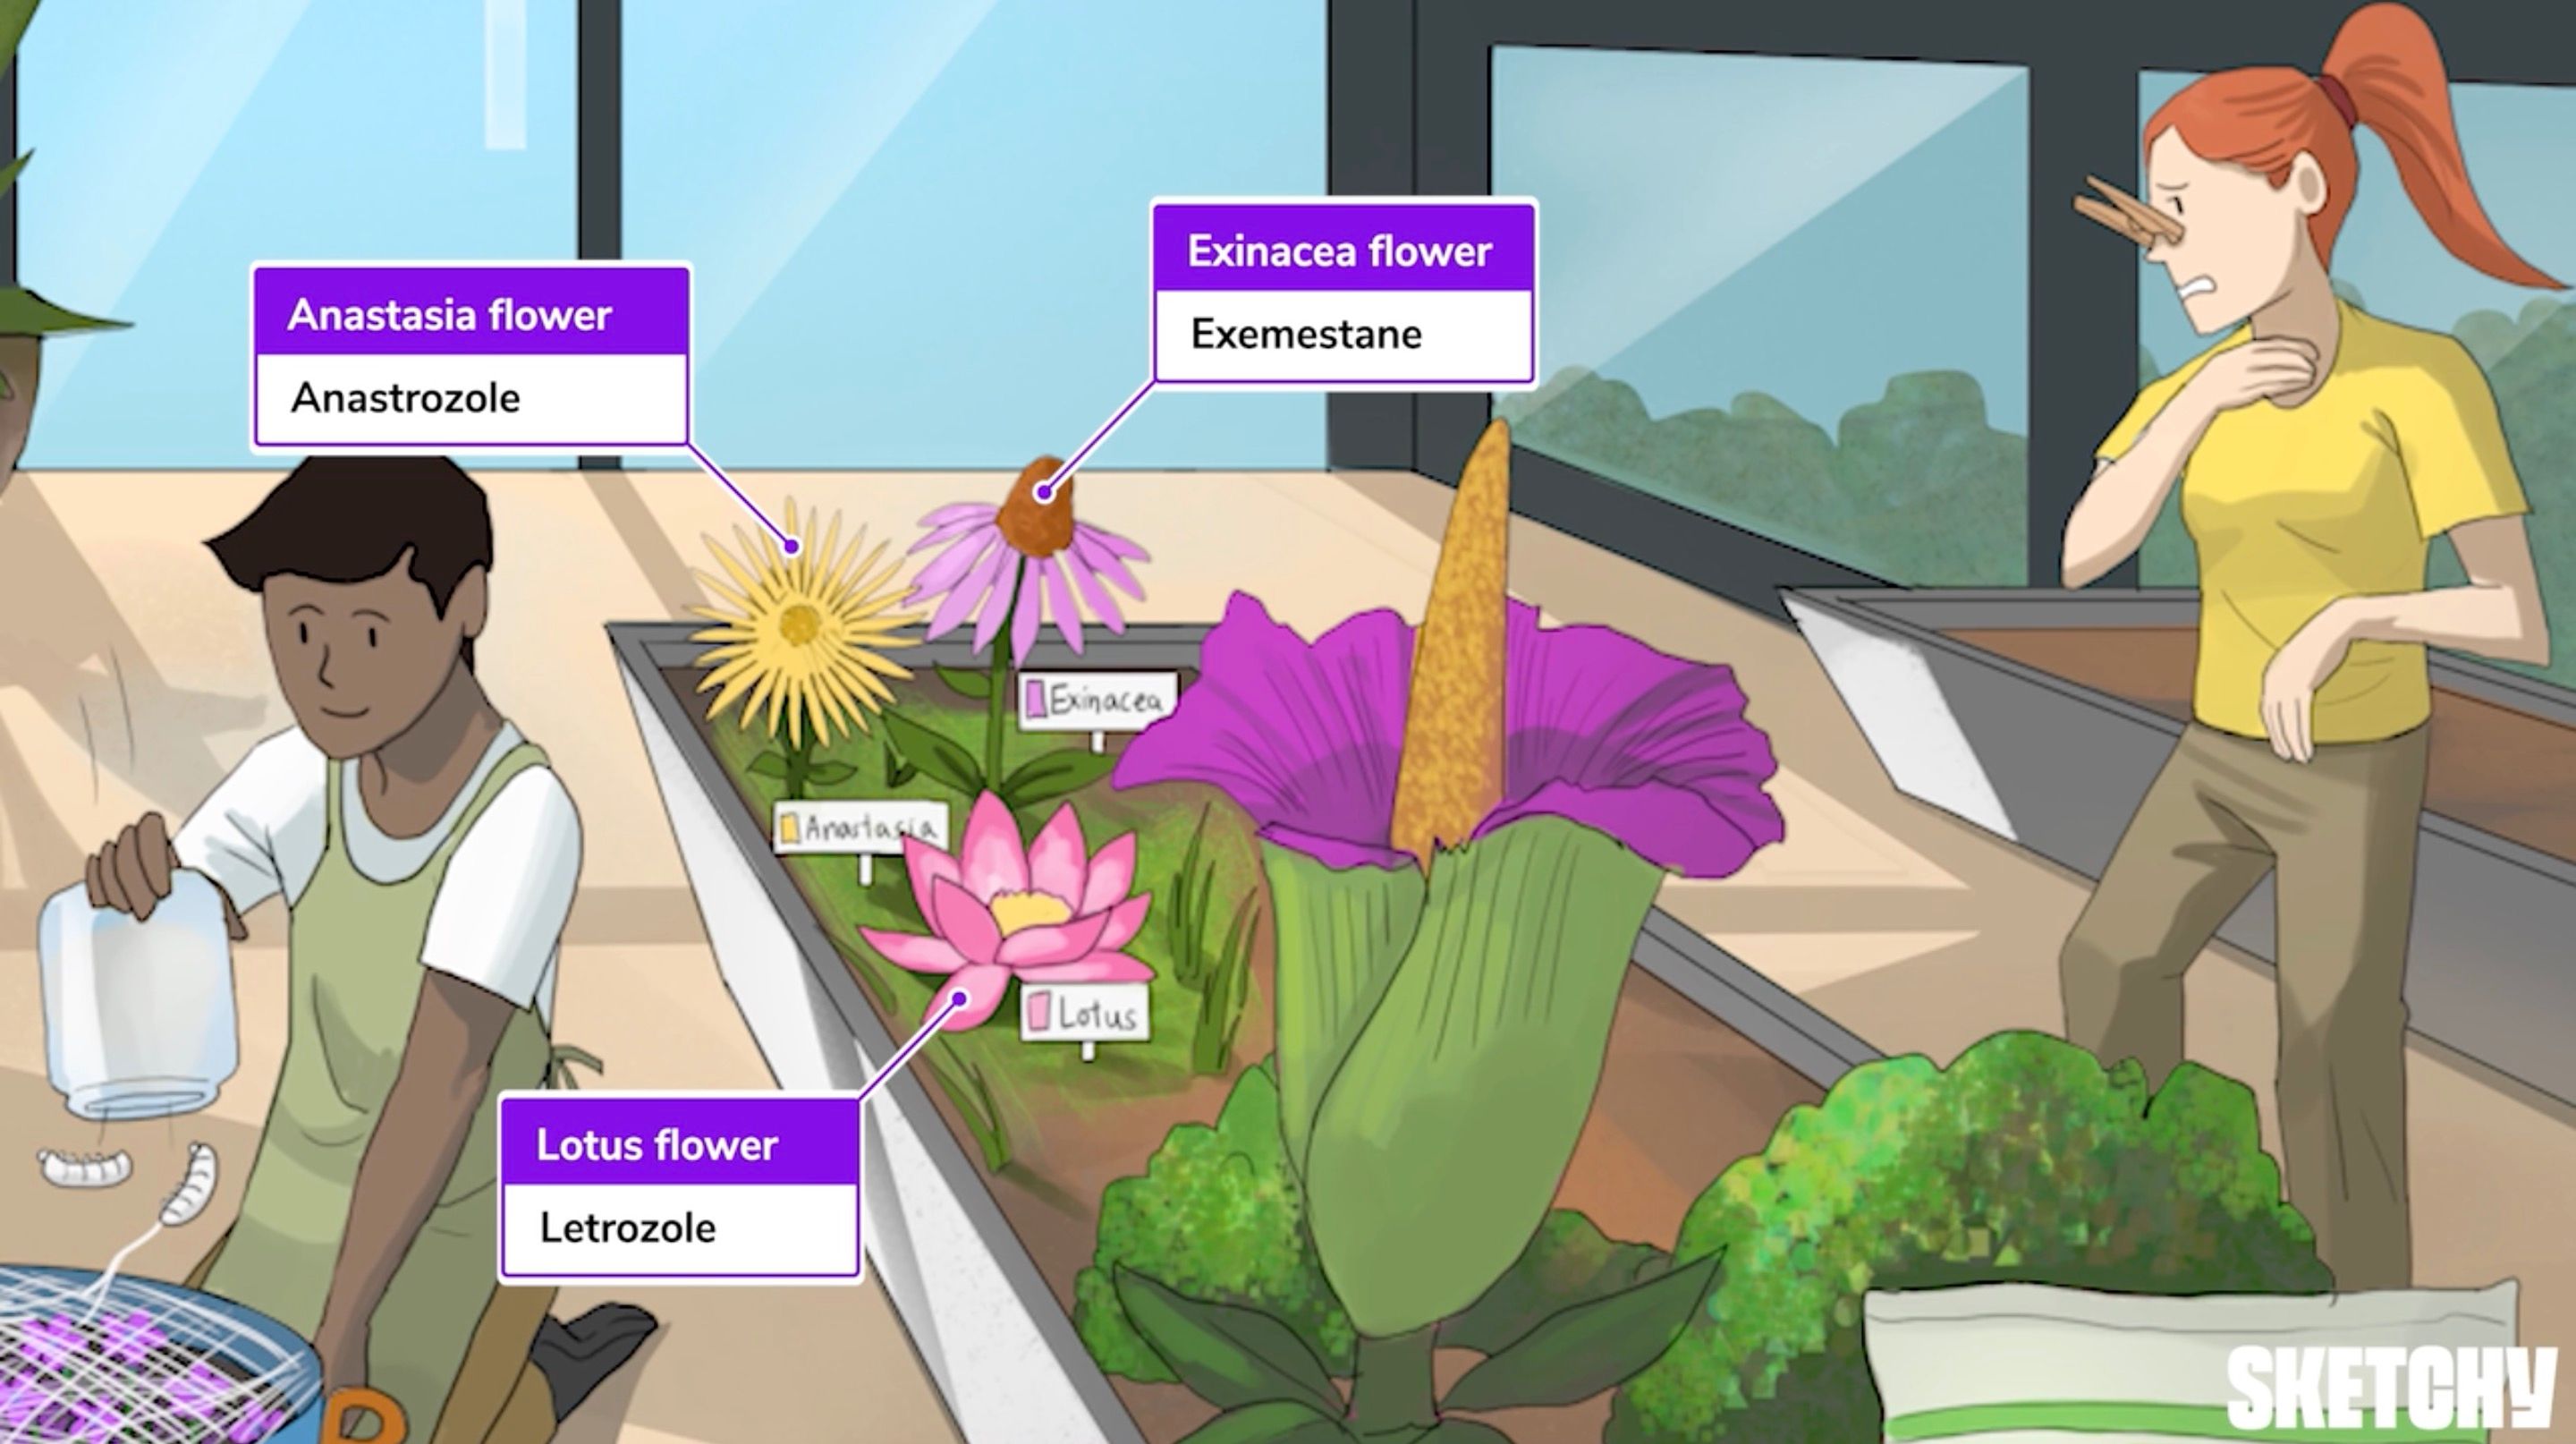 Exinacea flower
Exemestane
Anastasia flower
Anastrozole
Exinacea
Anastasia
Lotus
Lotus flower
Letrozole
SKETCHY